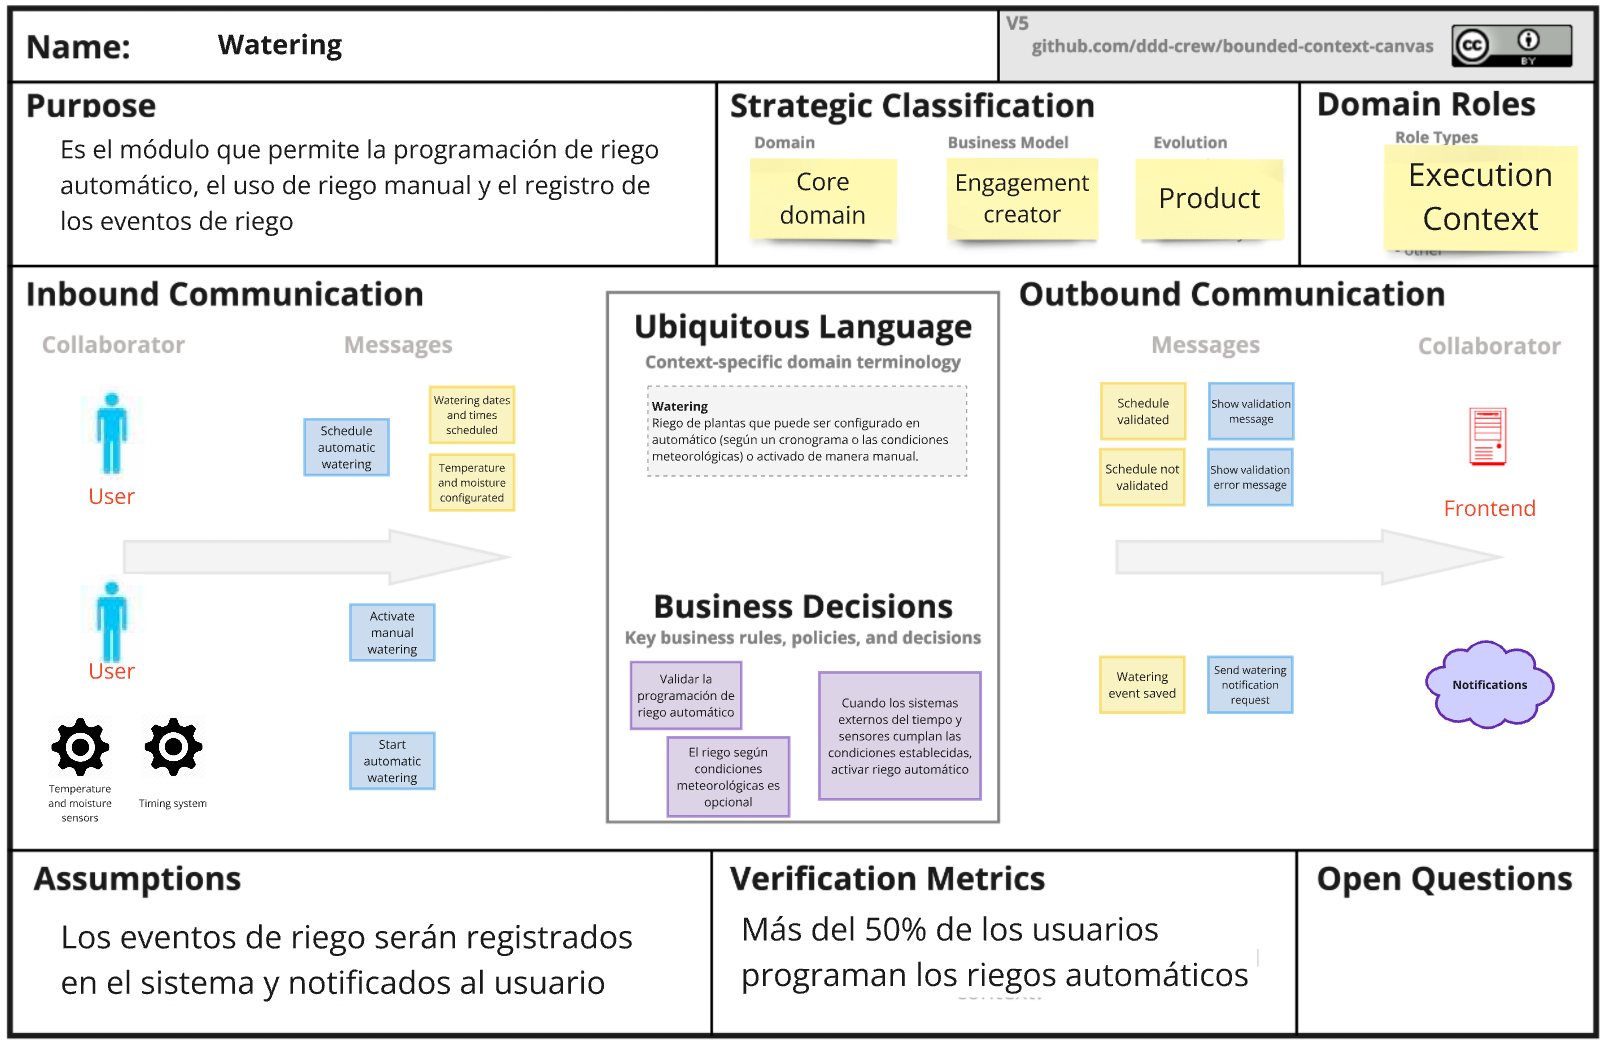 Name:
Watering
V5
github.com/ddd-crew/bounded-context-canvas
cc
BY
Purpose
Es el módulo que permite la programación de riego
automático, el uso de riego manual y el registro de
los eventos de riego
Strategic Classification
Domain
Business Model
Evolution
Core
domain
Engagement
creator
Product
Domain Roles
Role Types
Execution
Context
- other
Inbound Communication
Collaborator
Messages
User
Schedule
automatic
watering
Watering dates
and times
scheduled
Temperature
and moisture
configurated
User
Activate
manual
watering
Temperature
and moisture
sensors
Timing system
Start
automatic
watering
Ubiquitous Language
Context-specific domain terminology
Watering
Riego de plantas que puede ser configurado en
automático (según un cronograma o las condiciones
meteorológicas) o activado de manera manual.
Business Decisions
Key business rules, policies, and decisions
Validar la
programación de
riego automático
El riego según
condiciones
meteorológicas es
opcional
Cuando los sistemas
externos del tiempo y
sensores cumplan las
condiciones establecidas,
activar riego automático
Outbound Communication
Messages
Collaborator
Schedule
validated
Show validation
message
Schedule not
validated
Show validation
error message
Frontend
Watering
event saved
Send watering
notification
request
Notifications
Assumptions
Los eventos de riego serán registrados
en el sistema y notificados al usuario
Verification Metrics
Más del 50% de los usuarios
programan los riegos automáticos
Open Questions